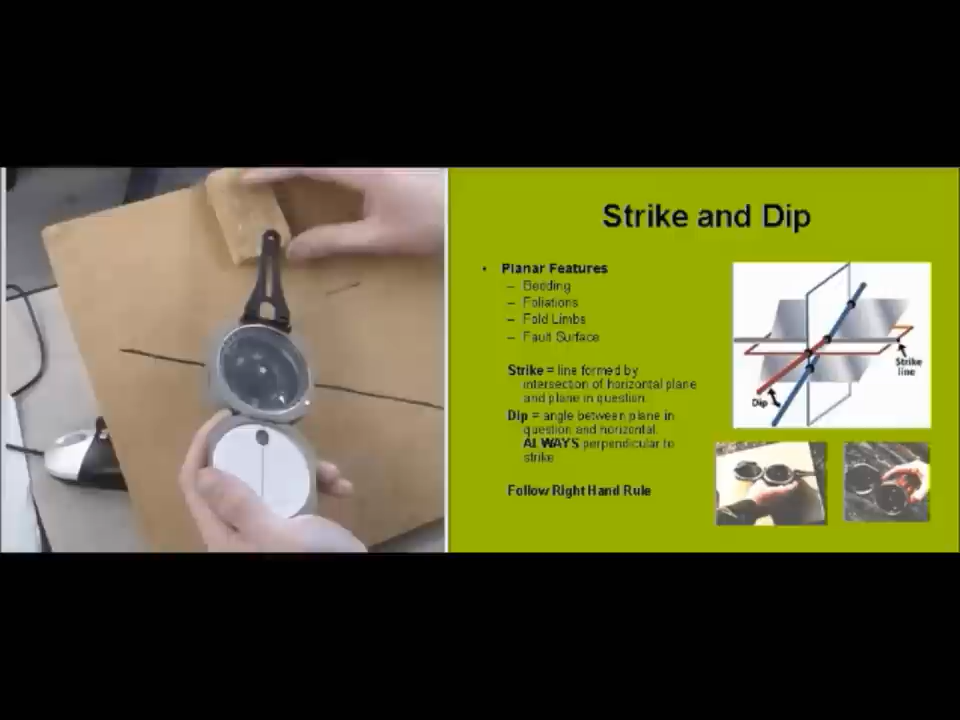 Strike and Dip
• Planar Features
– Bedding
– Foliations
– Fold Limbs
– Fault Surface
Strike = line formed by
intersection of horizontal plane
and plane in question.
Dip = angle between plane in
question and horizontal.
ALWAYS perpendicular to
strike
Follow Right Hand Rule
Strike
line
Dip